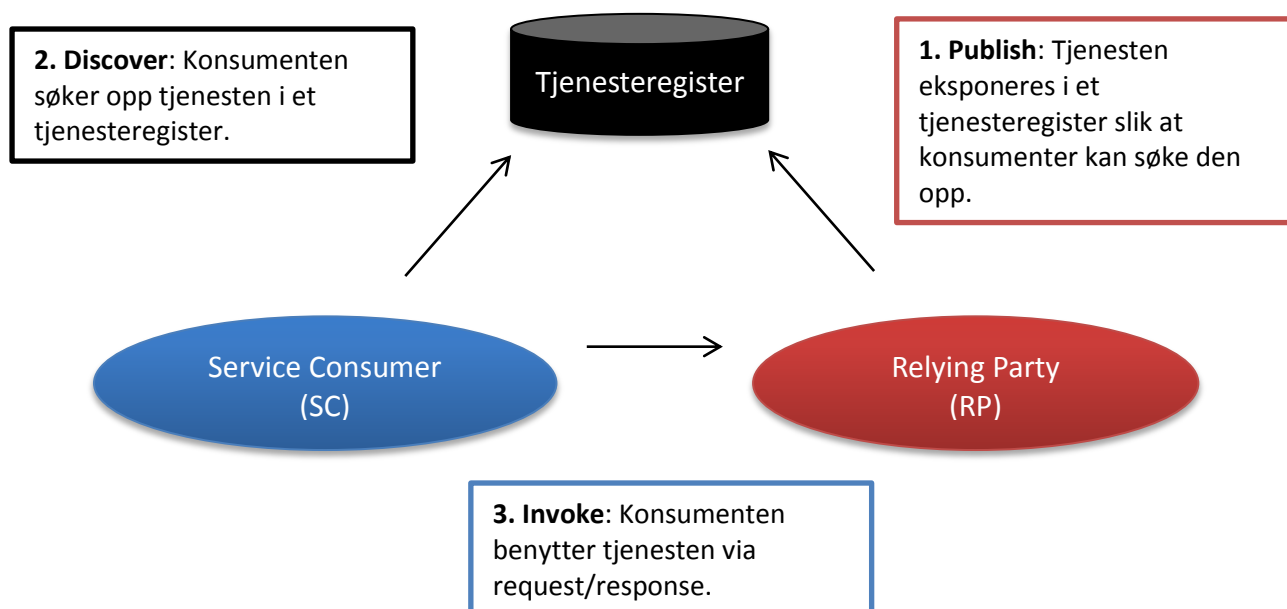 2. Discover: Konsumenten
søker opp tjenesten i et
tjenesteregister.
Tjenesteregister
1. Publish: Tjenesten
eksponeres i et
tjenesteregister slik at
konsumenter kan søke den
opp.
Service Consumer
(SC)
Relying Party
(RP)
3. Invoke: Konsumenten
benytter tjenesten via
request/response.